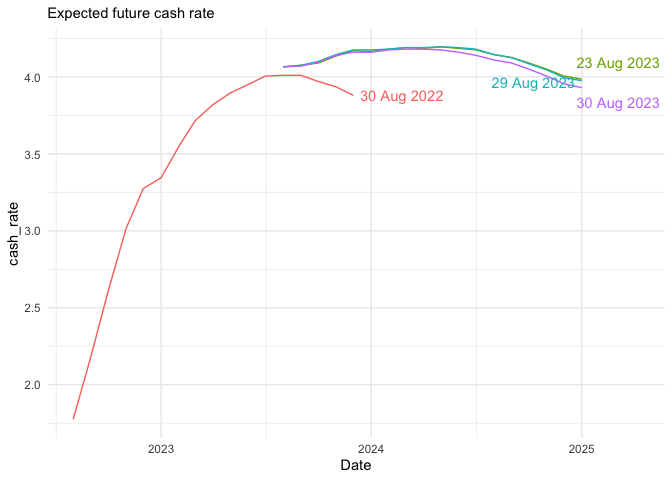 Expected future cash rate
cash_rate
4.0
3.5
3.0
2.5
2.0
23 Aug 2023
29 Aug 2023
30 Aug 2022
30 Aug 2023
2023
2024
2025
Date